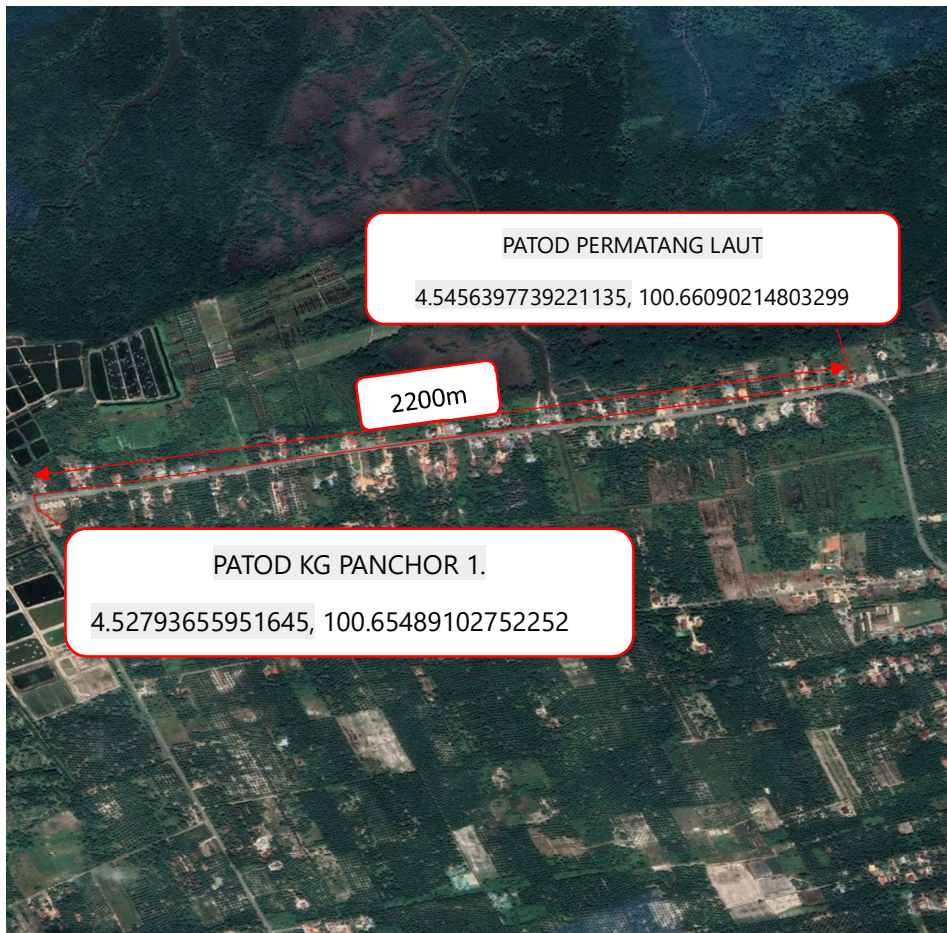 PATOD PERMATANG LAUT
4.5456397739221135, 100.66090214803299
2200m
PATOD KG PANCHOR 1.
4.52793655951645, 100.65489102752252